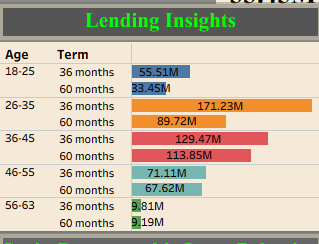 Lending Insights
Age Term
18-25 36 months 55.51M
60 months 33.45M
26-35 36 months 171.23M
60 months 89.72M
36-45 36 months 129.47M
60 months 113.85M
46-55 36 months 71.11M
60 months 67.62M
56-63 36 months 9.81M
60 months 9.19M